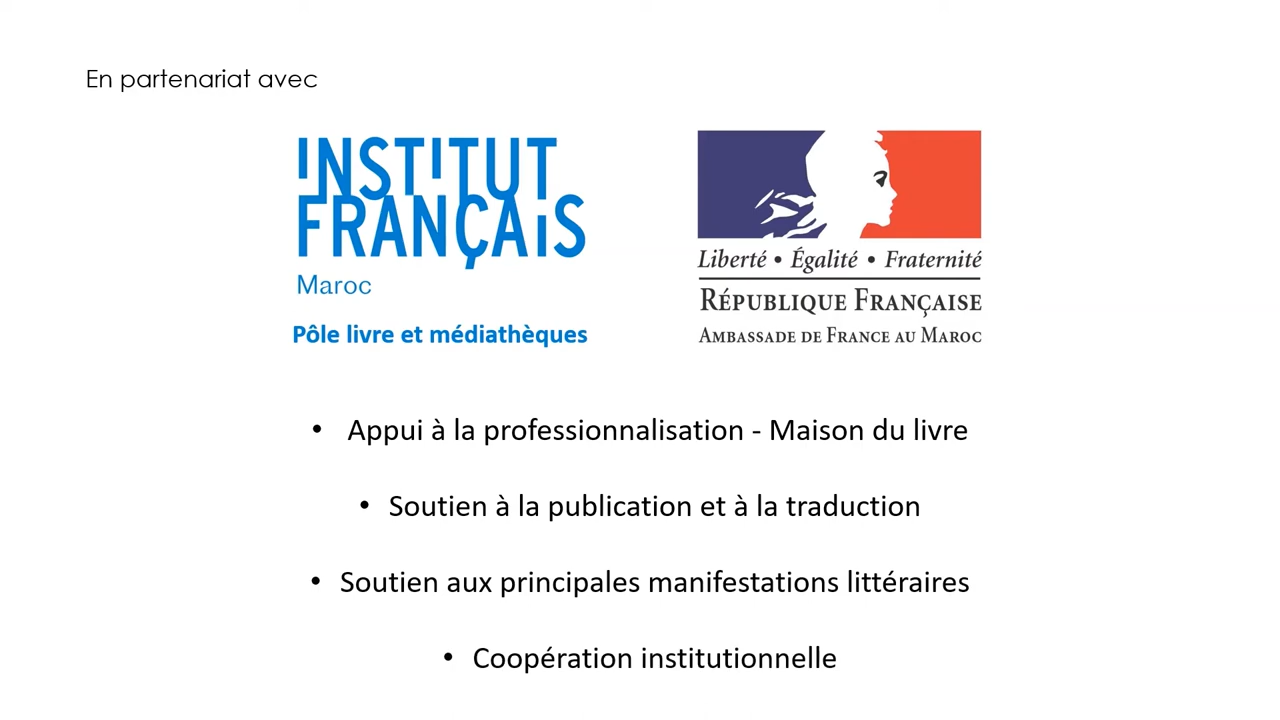 En partenariat avec
INSTITUT
FRANÇAIS
Maroc
Pôle livre et médiathèques
Liberté • Égalité • Fraternité
RÉPUBLIQUE FRANÇAISE
AMBASSADE DE FRANCE AU MAROC
• Appui à la professionnalisation - Maison du livre
• Soutien à la publication et à la traduction
• Soutien aux principales manifestations littéraires
• Coopération institutionnelle